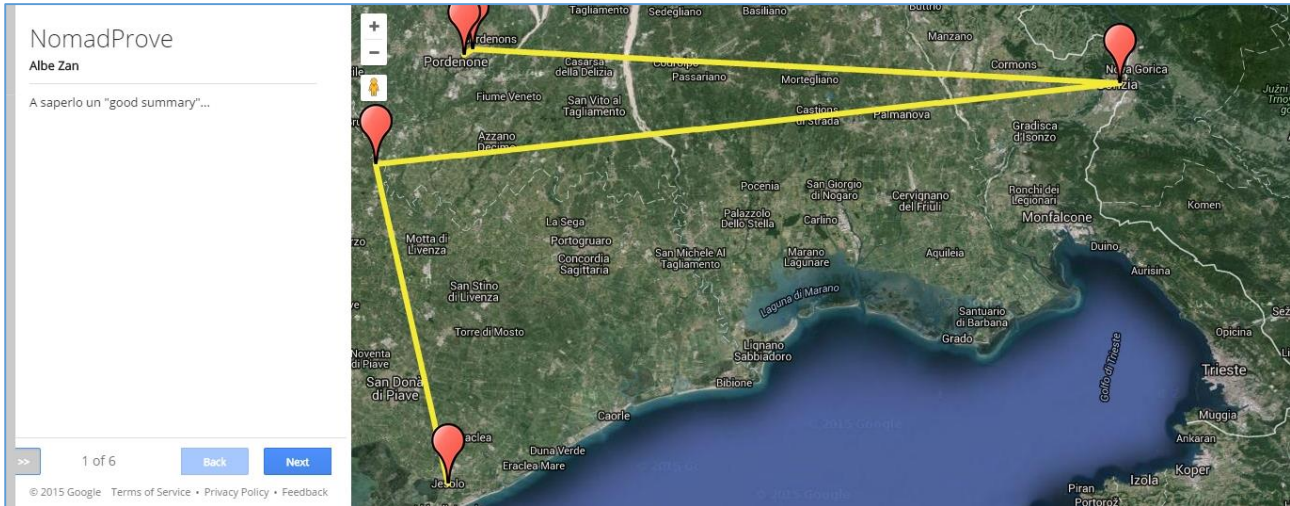 NomadProve
Albe Zan
A saperlo un "good summary"...
>>
1 of 6
Back
Next
© 2015 Google Terms of Service • Privacy Policy • Feedback
+
−
Tagliamento
Sedegliano
Basiliano
Manzano
Pordenone
Casarsa
della Delizia
Codroipo
Passariano
Mortegliano
Cormons
Nova Gorica
Fiume Veneto
San Vito al
Tagliamento
Castions
di Strada
Palmanova
Gradisca
d'Isonzo
Azzano
Decimo
Pocenia
San Giorgio
di Nogaro
Cervignano
del Friuli
Ronchi dei
Legionari
Komen
La Sega
Palazzolo
Dello Stella
Carlino
Monfalcone
Motta di
Livenza
Portogruaro
Concordia
Sagittaria
San Michele Al
Tagliamento
Marano
Lagunare
Aquileia
Duino
Aurisina
San Stino
di Livenza
Laguna di Marano
Santuario
di Barbana
Torre di Mosto
Grado
Golfo di Trieste
Opicina
Noventa
di Piave
Lignano
Sabbiadoro
Trieste
San Donà
di Piave
Bibione
Caorle
Muggia
Ankaran
Duna Verde
Eraclea Mare
Koper
Jesolo
Izola
Piran
Portorož
© 2015 Google